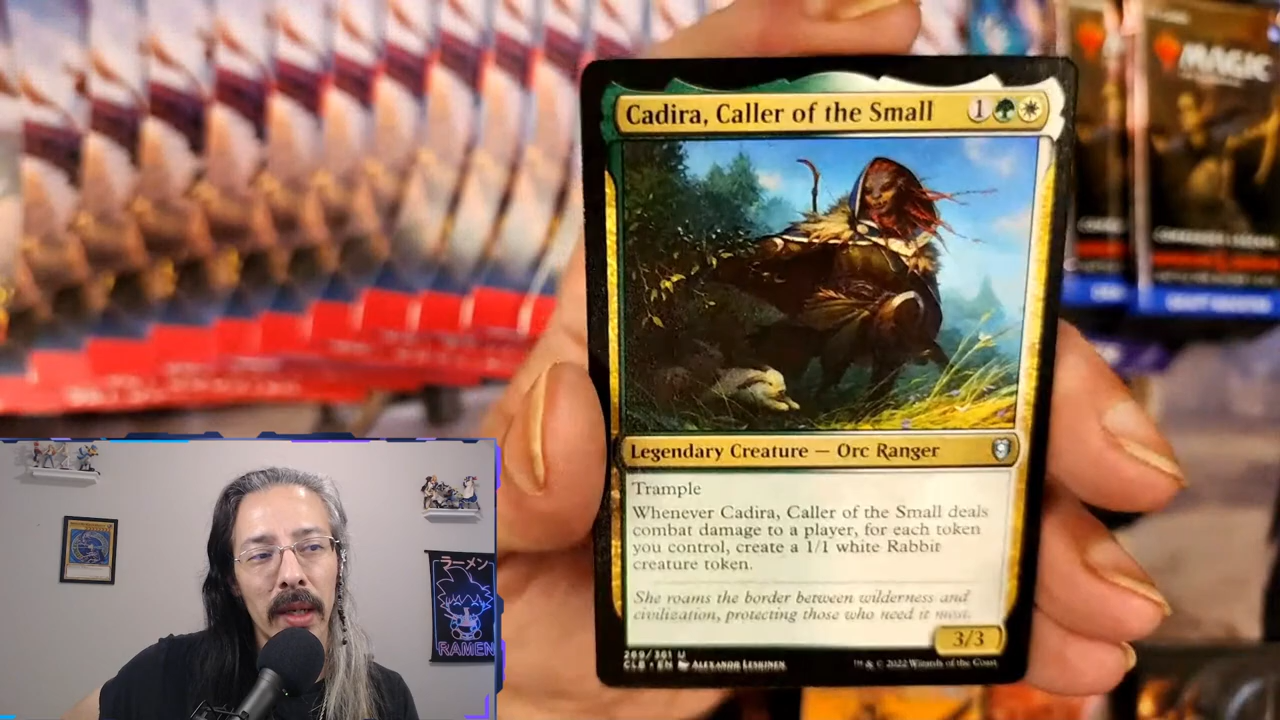 MAGIC
Cadira, Caller of the Small 1
Legendary Creature — Orc Ranger
Trample
Whenever Cadira, Caller of the Small deals
combat damage to a player, for each token
you control, create a 1/1 white Rabbit
creature token.
She roams the border between wilderness and
civilization, protecting those who need it most.
3/3
269/361 U
CLB • EN ALEXANDR LESKINEN
™ & © 2022 Wizards of the Coast
ラーメン
RAMEN